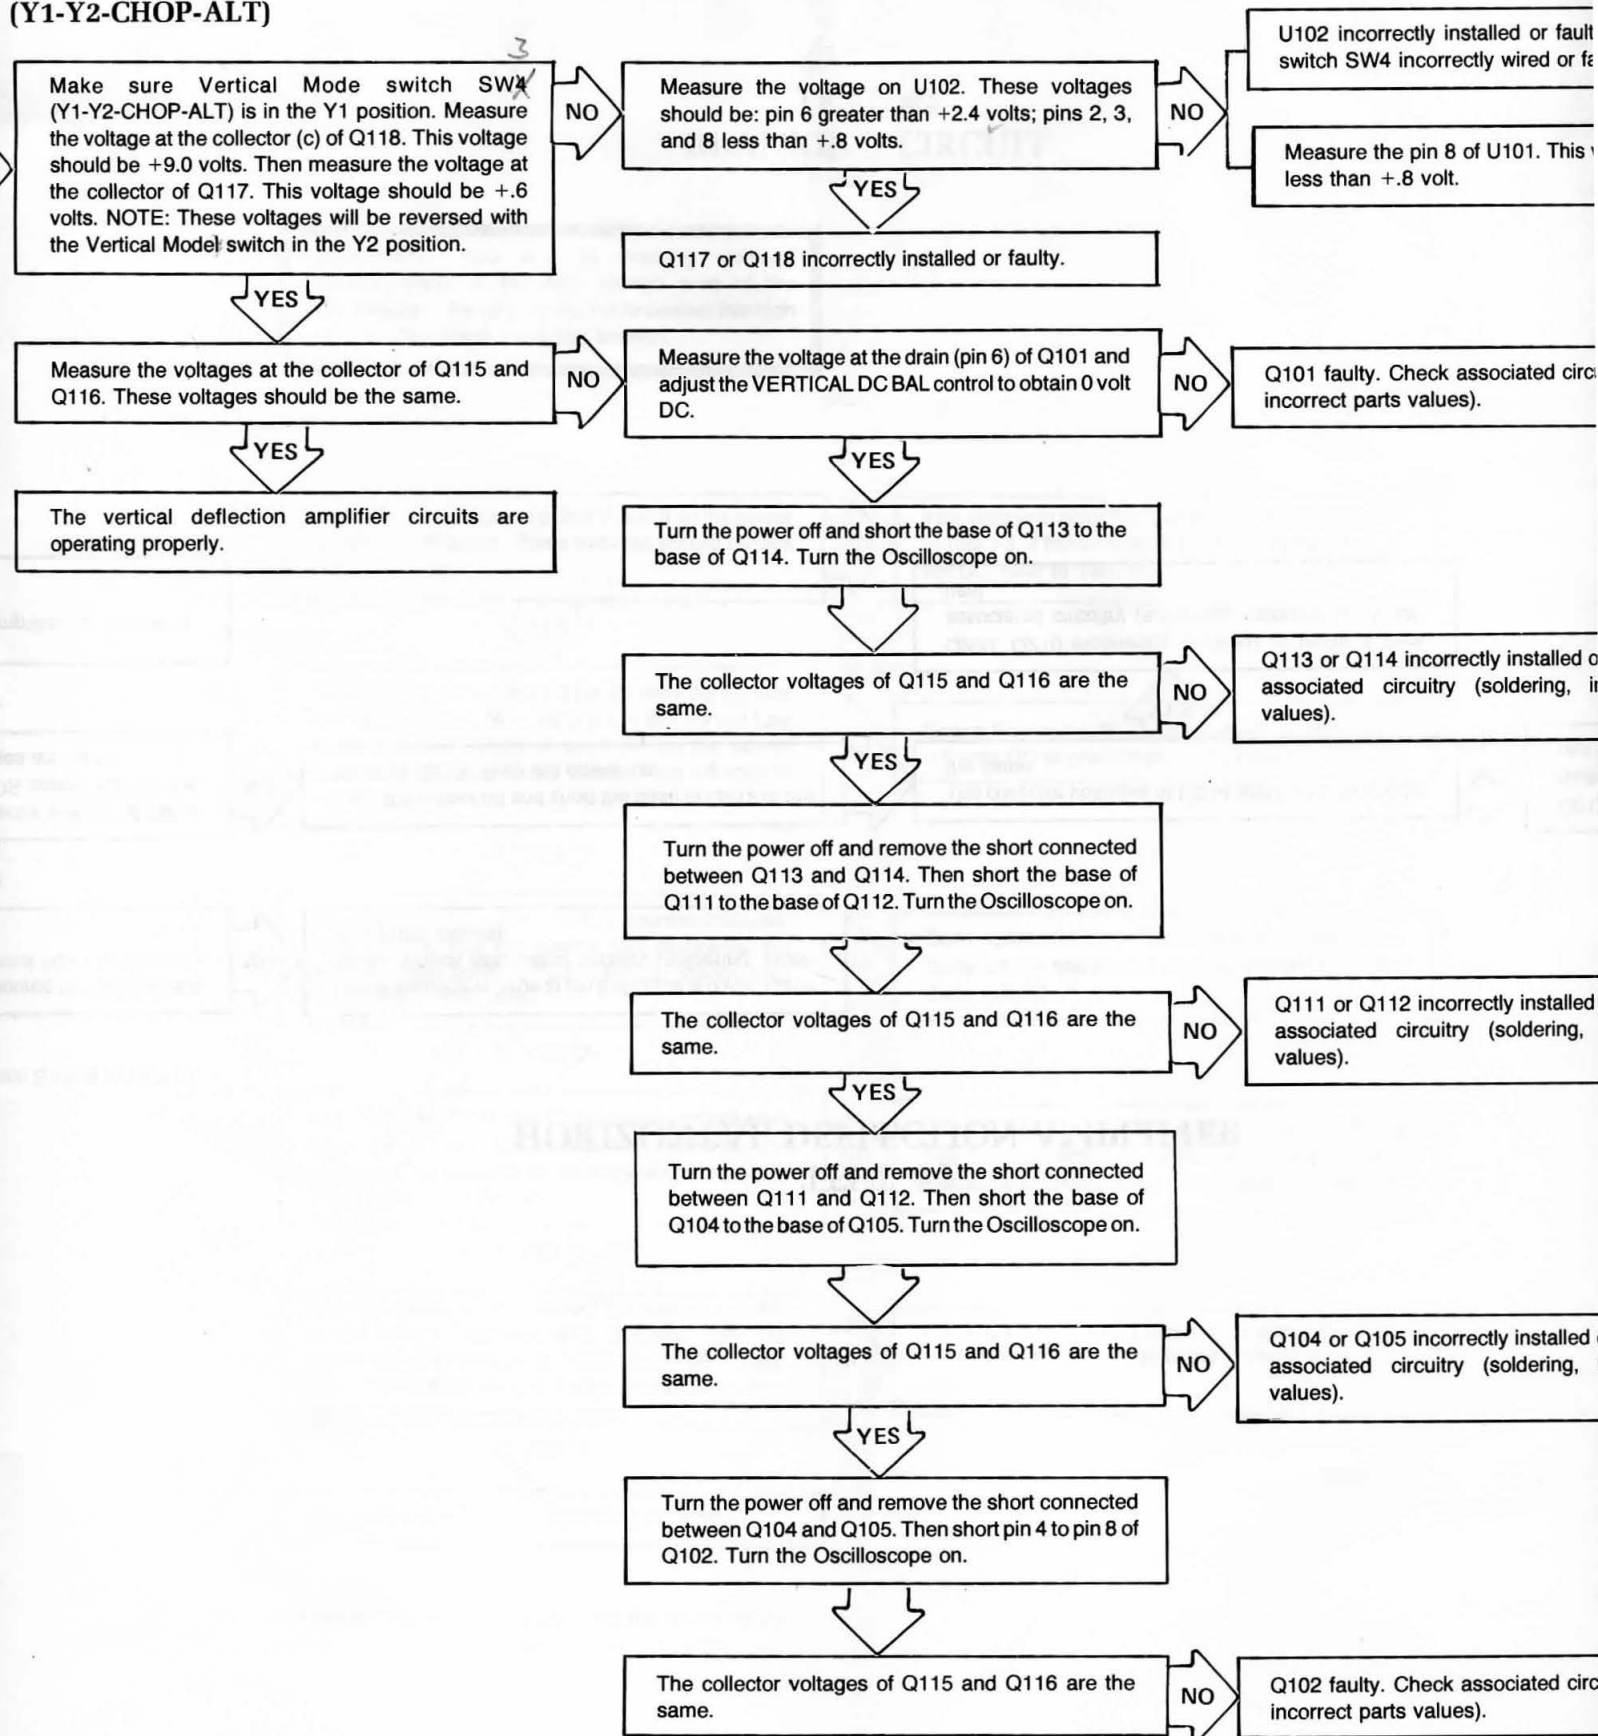 (Y1-Y2-CHOP-ALT)
3
Make sure Vertical Mode switch SW4
(Y1-Y2-CHOP-ALT) is in the Y1 position. Measure
the voltage at the collector (c) of Q118. This voltage
should be +9.0 volts. Then measure the voltage at
the collector of Q117. This voltage should be +.6
volts. NOTE: These voltages will be reversed with
the Vertical Mode switch in the Y2 position.
NO
Measure the voltage on U102. These voltages
should be: pin 6 greater than +2.4 volts; pins 2, 3,
and 8 less than +.8 volts.
NO
U102 incorrectly installed or fault
switch SW4 incorrectly wired or fa
Measure the pin 8 of U101. This
less than +.8 volt.
YES
Q117 or Q118 incorrectly installed or faulty.
YES
Measure the voltages at the collector of Q115 and
Q116. These voltages should be the same.
NO
Measure the voltage at the drain (pin 6) of Q101 and
adjust the VERTICAL DC BAL control to obtain 0 volt
DC.
NO
Q101 faulty. Check associated circ
incorrect parts values).
YES
The vertical deflection amplifier circuits are
operating properly.
YES
Turn the power off and short the base of Q113 to the
base of Q114. Turn the Oscilloscope on.
The collector voltages of Q115 and Q116 are the
same.
NO
Q113 or Q114 incorrectly installed o
associated circuitry (soldering, in
values).
YES
Turn the power off and remove the short connected
between Q113 and Q114. Then short the base of
Q111 to the base of Q112. Turn the Oscilloscope on.
The collector voltages of Q115 and Q116 are the
same.
NO
Q111 or Q112 incorrectly installed
associated circuitry (soldering,
values).
YES
Turn the power off and remove the short connected
between Q111 and Q112. Then short the base of
Q104 to the base of Q105. Turn the Oscilloscope on.
The collector voltages of Q115 and Q116 are the
same.
NO
Q104 or Q105 incorrectly installed
associated circuitry (soldering,
values).
YES
Turn the power off and remove the short connected
between Q104 and Q105. Then short pin 4 to pin 8 of
Q102. Turn the Oscilloscope on.
The collector voltages of Q115 and Q116 are the
same.
NO
Q102 faulty. Check associated circ
incorrect parts values).